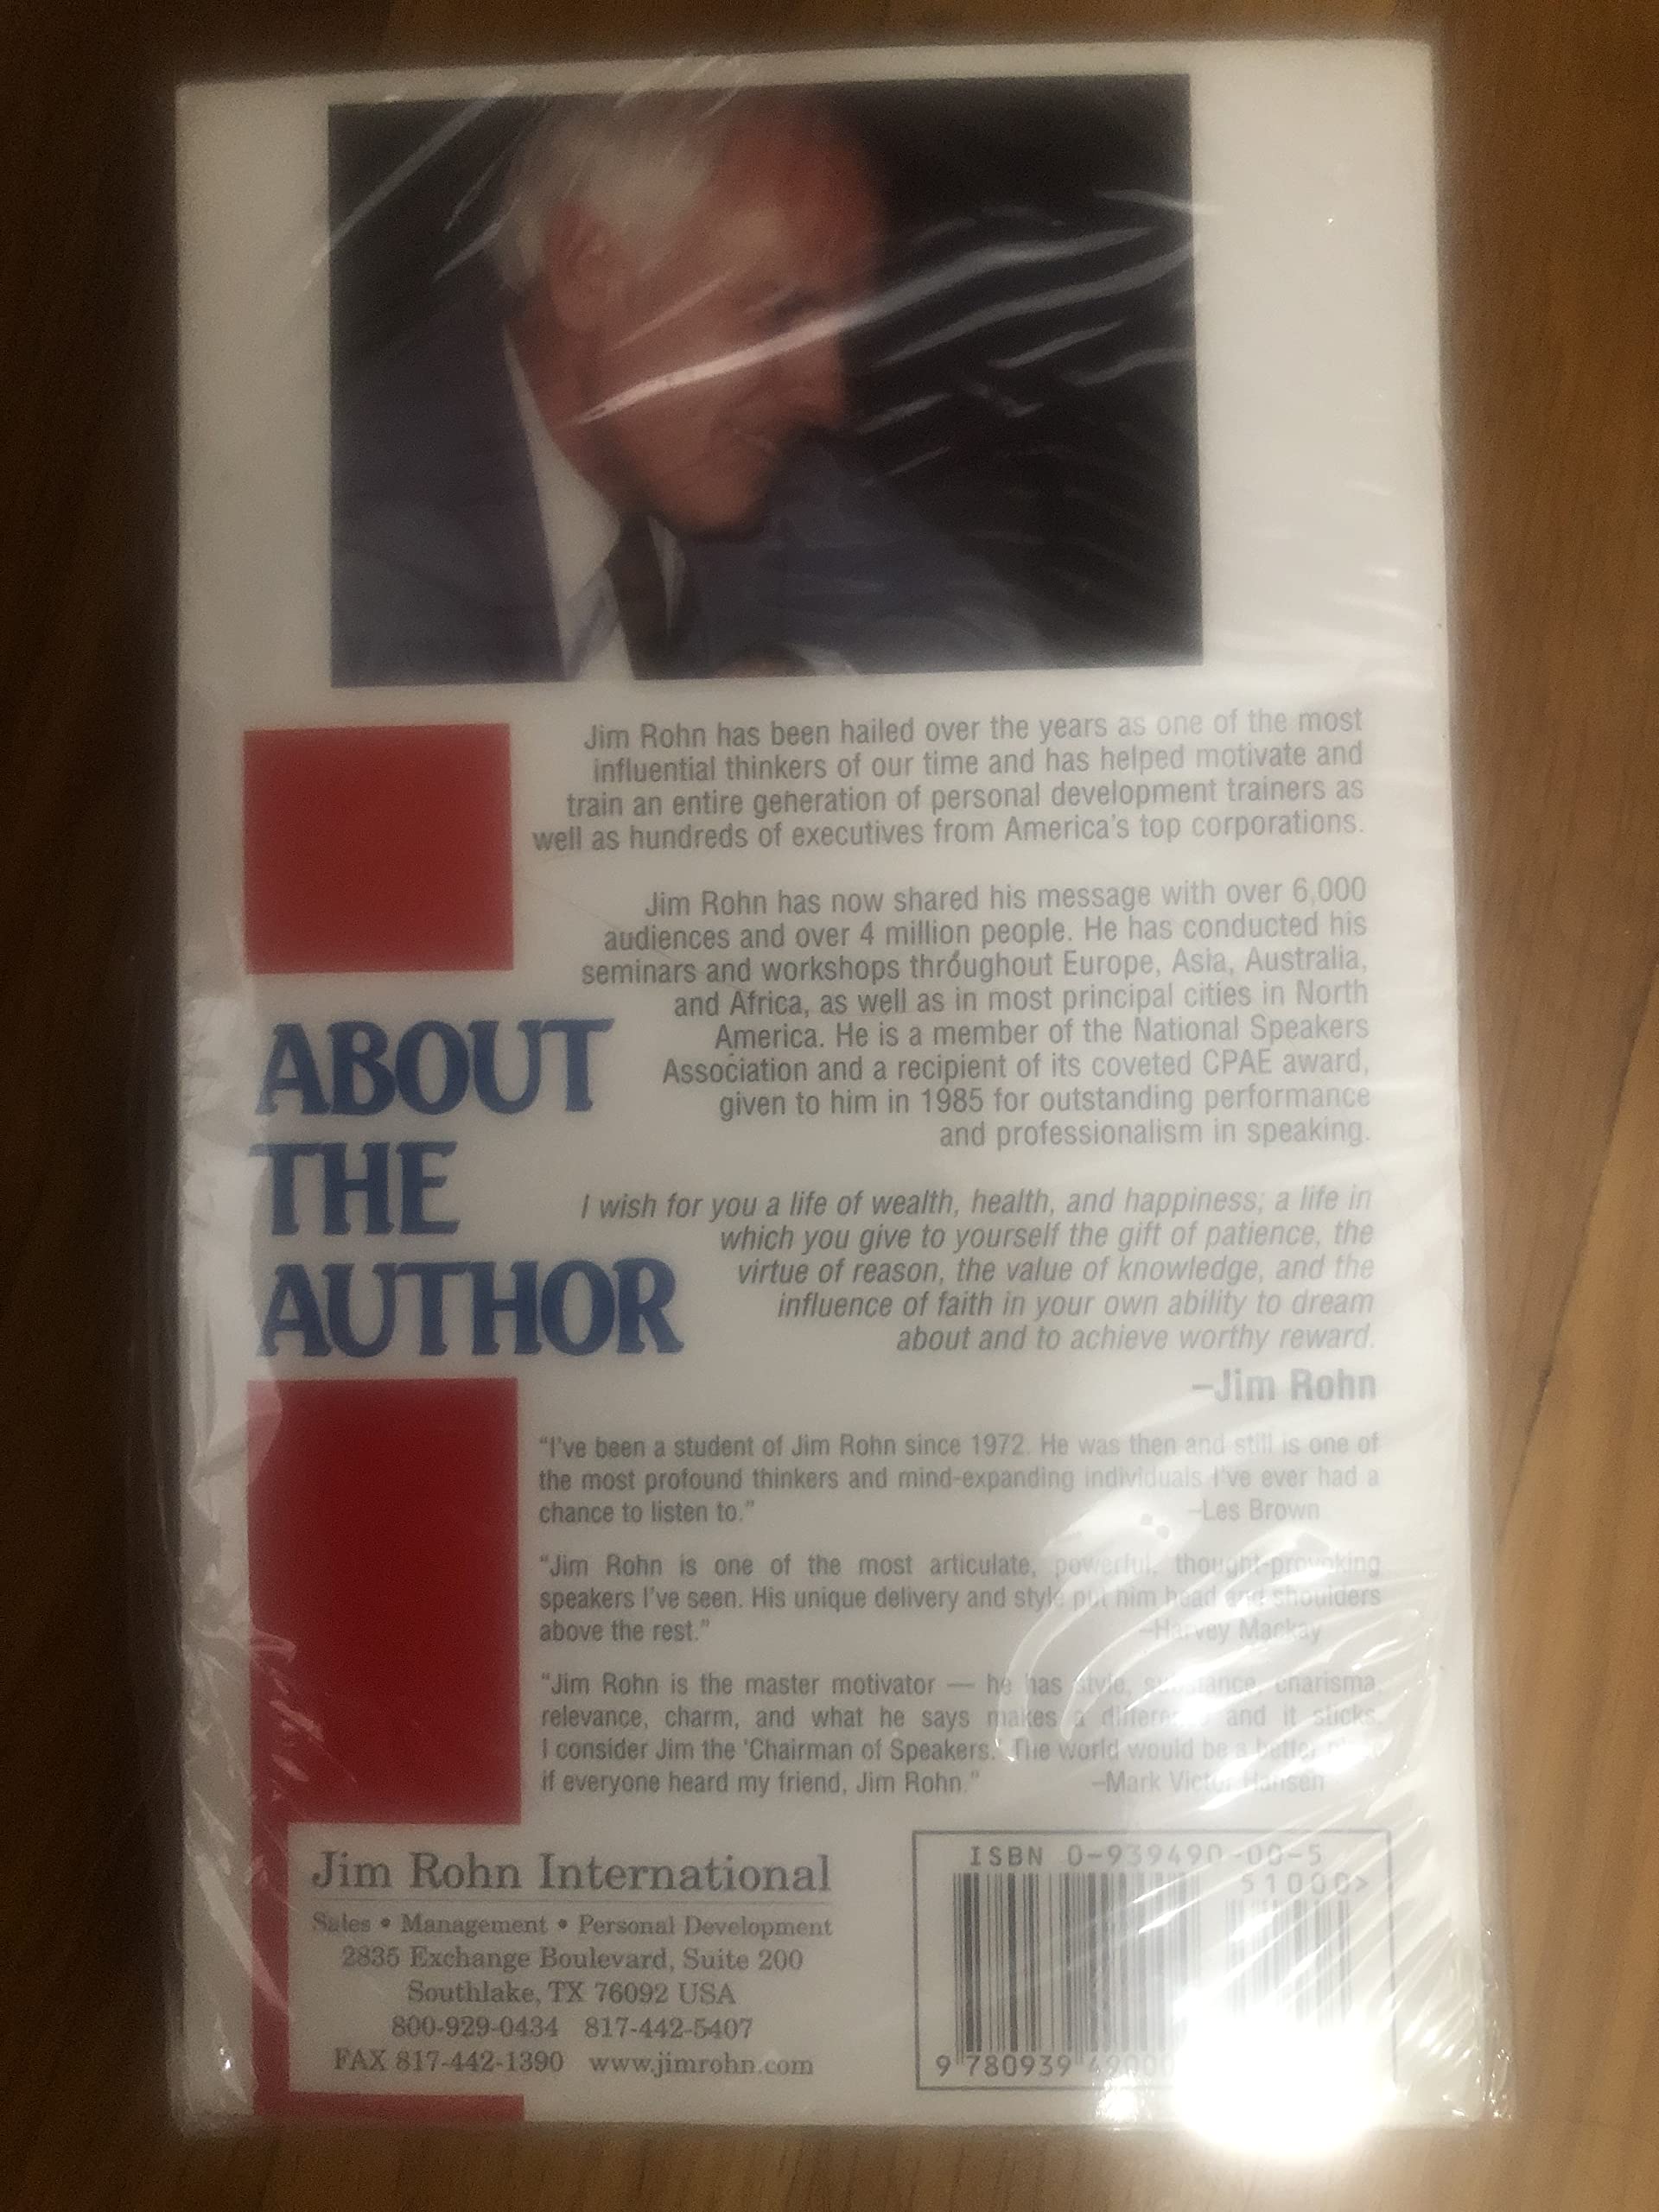 Jim Rohn has been hailed over the years as one of the most
influential thinkers of our time and has helped motivate and
train an entire generation of personal development trainers as
well as hundreds of executives from America's top corporations.
Jim Rohn has now shared his message with over 6,000
audiences and over 4 million people. He has conducted his
seminars and workshops throughout Europe, Asia, Australia,
and Africa, as well as in most principal cities in North
America. He is a member of the National Speakers
Association and a recipient of its coveted CPAE award,
given to him in 1985 for outstanding performance
and professionalism in speaking.
ABOUT
THE
AUTHOR
I wish for you a life of wealth, health, and happiness; a life in
which you give to yourself the gift of patience, the
virtue of reason, the value of knowledge, and the
influence of faith in your own ability to dream
about and to achieve worthy reward.
–Jim Rohn
“I've been a student of Jim Rohn since 1972. He was then and still is one of
the most profound thinkers and mind-expanding individuals I've ever had a
chance to listen to.” –Les Brown
“Jim Rohn is one of the most articulate, powerful, thought-provoking
speakers I've seen. His unique delivery and style put him head and shoulders
above the rest.” –Harvey Mackay
“Jim Rohn is the master motivator — he has style, substance, charisma,
relevance, charm, and what he says makes a difference and it sticks.
I consider Jim the ‘Chairman of Speakers.’ The world would be a better
if everyone heard my friend, Jim Rohn.” –Mark Victor Hansen
Jim Rohn International
Sales • Management • Personal Development
2835 Exchange Boulevard, Suite 200
Southlake, TX 76092 USA
800-929-0434 817-442-5407
FAX 817-442-1390 www.jimrohn.com
ISBN 0-939490-00-5
51000>
9 780939